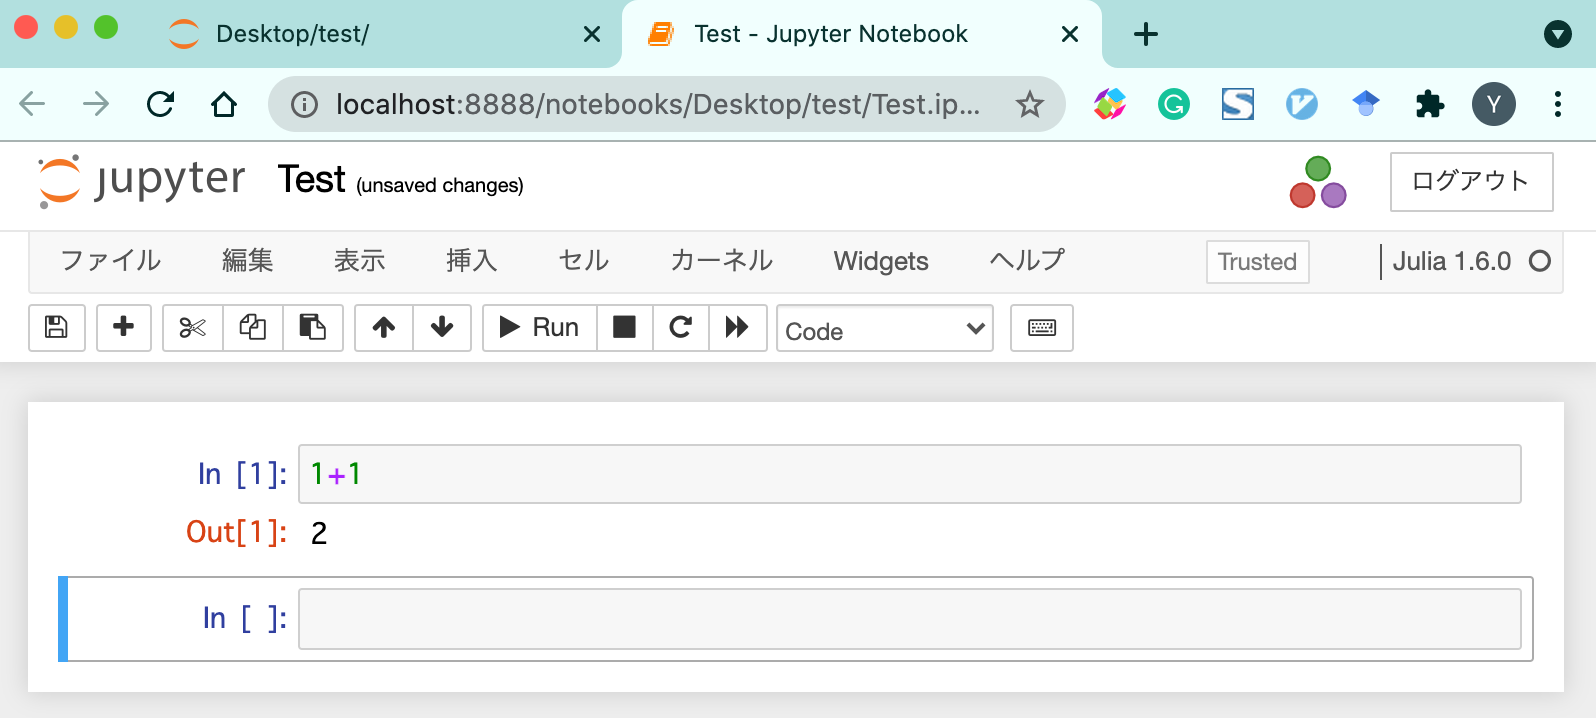 Desktop/test/
Test - Jupyter Notebook
localhost:8888/notebooks/Desktop/test/Test.ip...
Y
jupyter Test (unsaved changes)
ログアウト
ファイル 編集 表示 挿入 セル カーネル Widgets ヘルプ Trusted Julia 1.6.0
Run Code
In [1]: 1+1
Out[1]: 2
In [ ]: